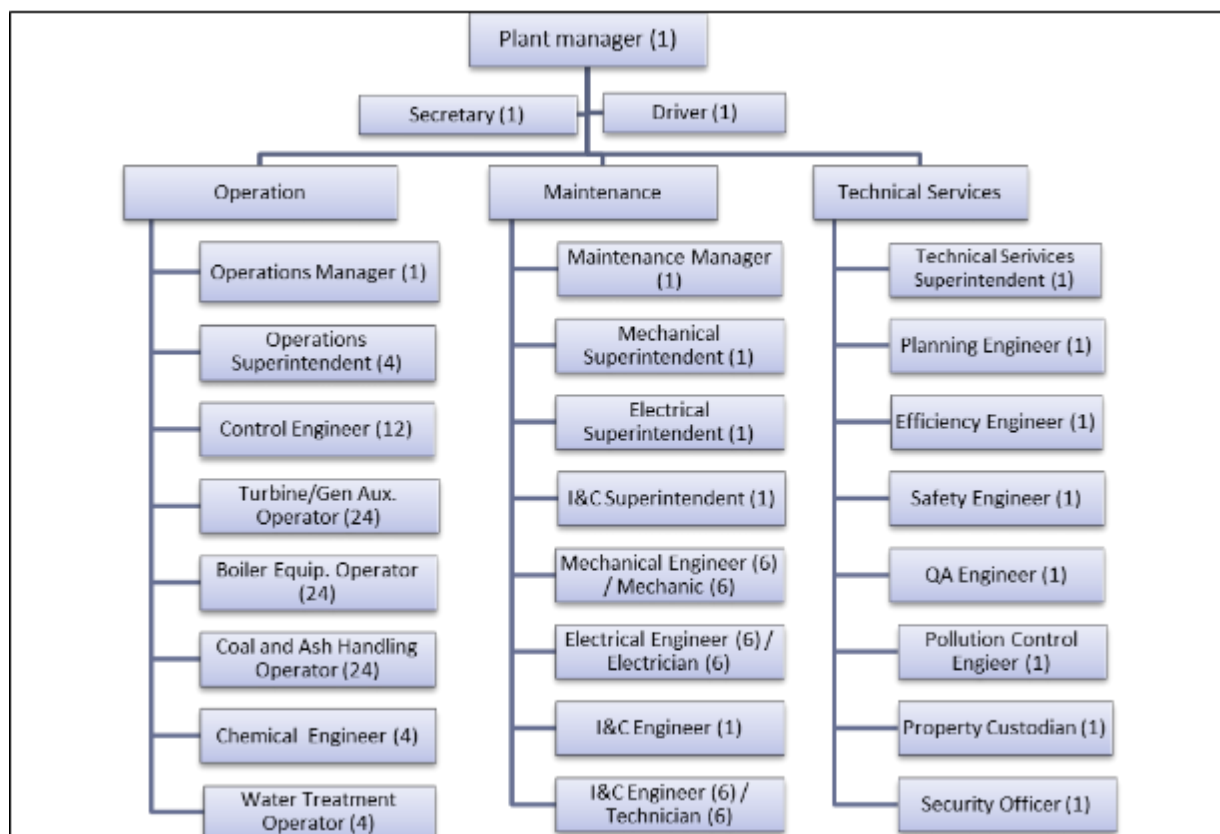 Plant manager (1)
Secretary (1)
Driver (1)
Operation
Operations Manager (1)
Operations
Superintendent (4)
Control Engineer (12)
Turbine/Gen Aux.
Operator (24)
Boiler Equip. Operator
(24)
Coal and Ash Handling
Operator (24)
Chemical Engineer (4)
Water Treatment
Operator (4)
Maintenance
Maintenance Manager
(1)
Mechanical
Superintendent (1)
Electrical
Superintendent (1)
I&C Superintendent (1)
Mechanical Engineer (6)
/ Mechanic (6)
Electrical Engineer (6) /
Electrician (6)
I&C Engineer (1)
I&C Engineer (6) /
Technician (6)
Technical Services
Technical Serivices
Superintendent (1)
Planning Engineer (1)
Efficiency Engineer (1)
Safety Engineer (1)
QA Engineer (1)
Pollution Control
Engieer (1)
Property Custodian (1)
Security Officer (1)